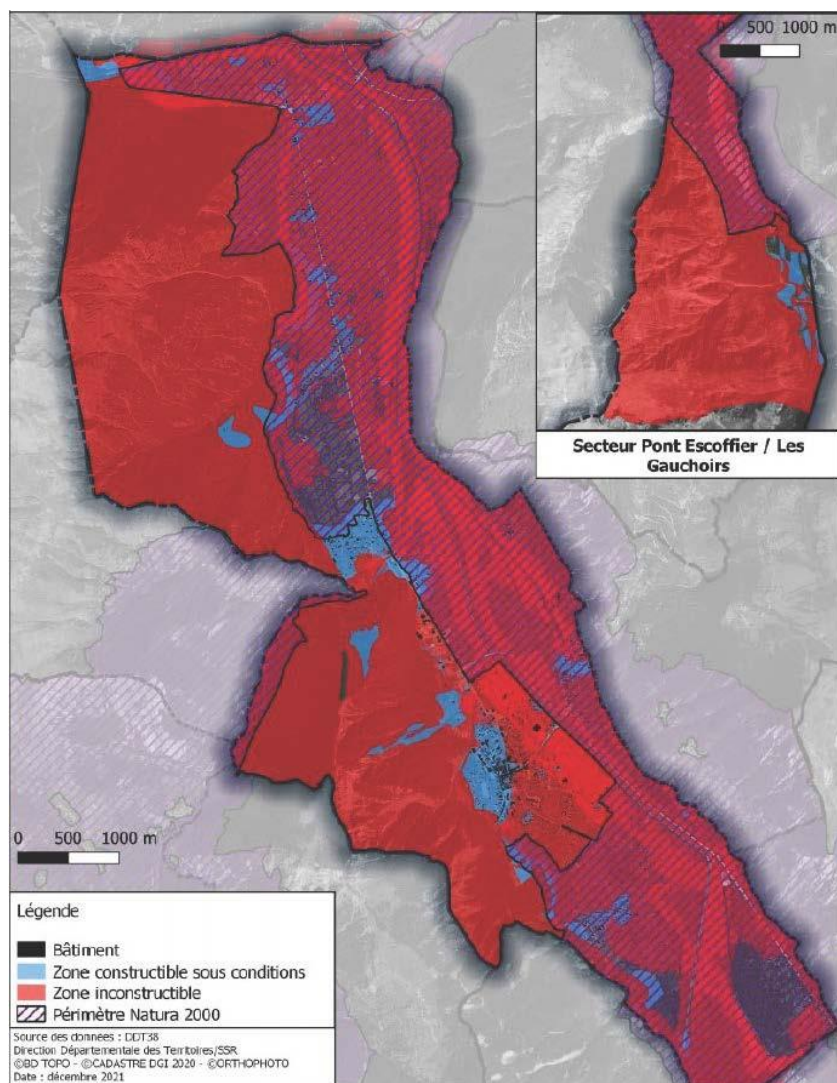 0 500 1000 m
Secteur Pont Escoffier / Les
Gauchoirs
0 500 1000 m
Légende
Bâtiment
Zone constructible sous conditions
Zone inconstructible
Périmètre Natura 2000
Source des données : DDT38
Direction Départementale des Territoires/SSR
©BD TOPO - ©CADASTRE DGI 2020 - ©ORTHOPHOTO
Date : décembre 2021